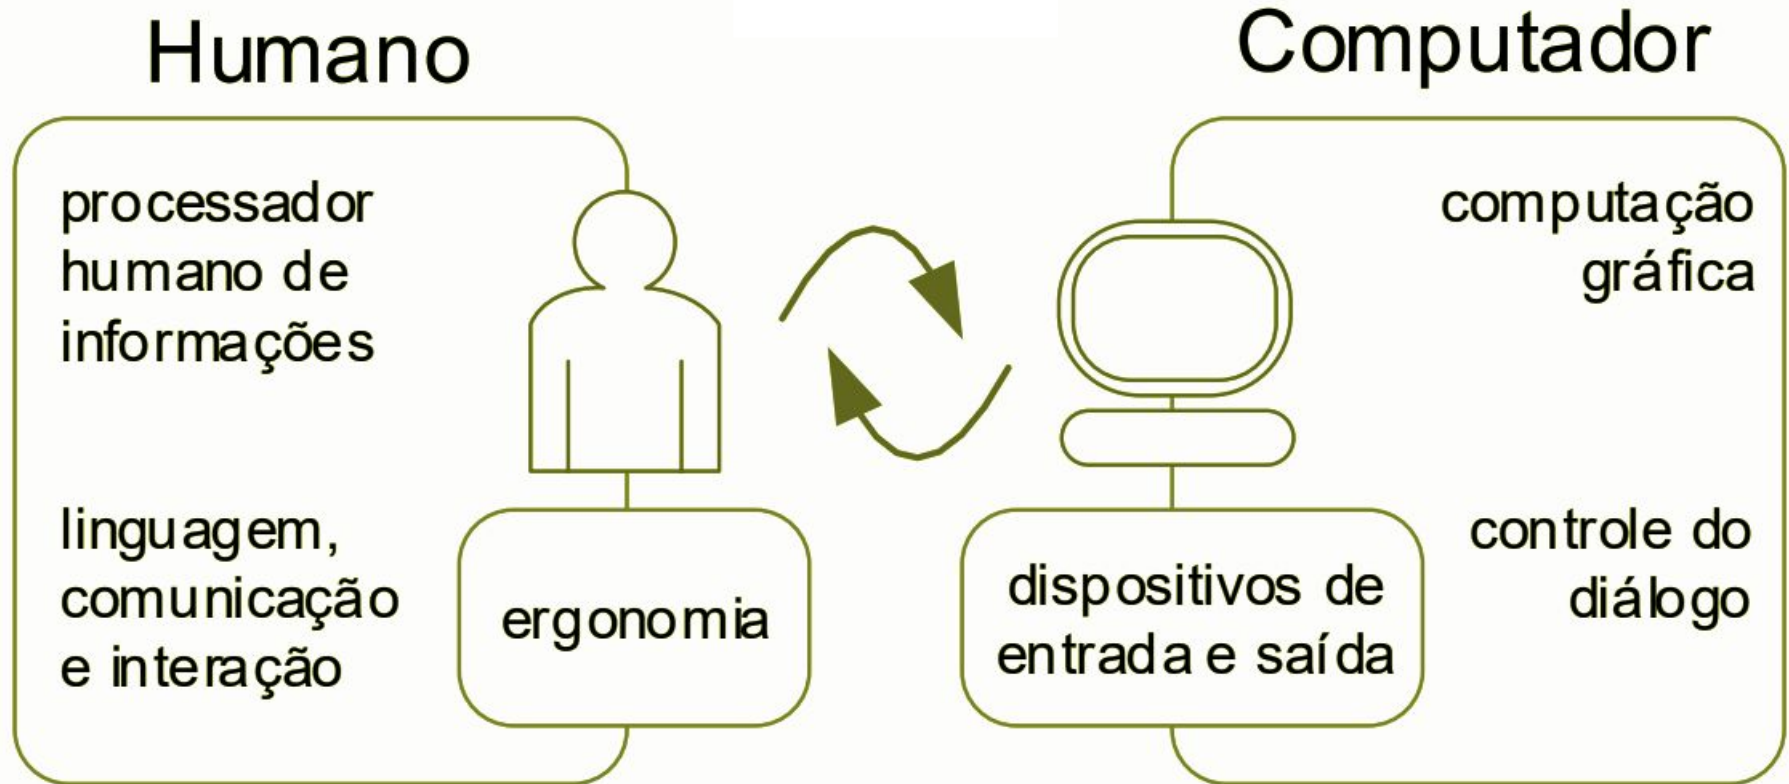 Humano
Computador
processador
humano de
informações
linguagem,
comunicação
e interação
ergonomia
dispositivos de
entrada e saída
computação
gráfica
controle do
diálogo